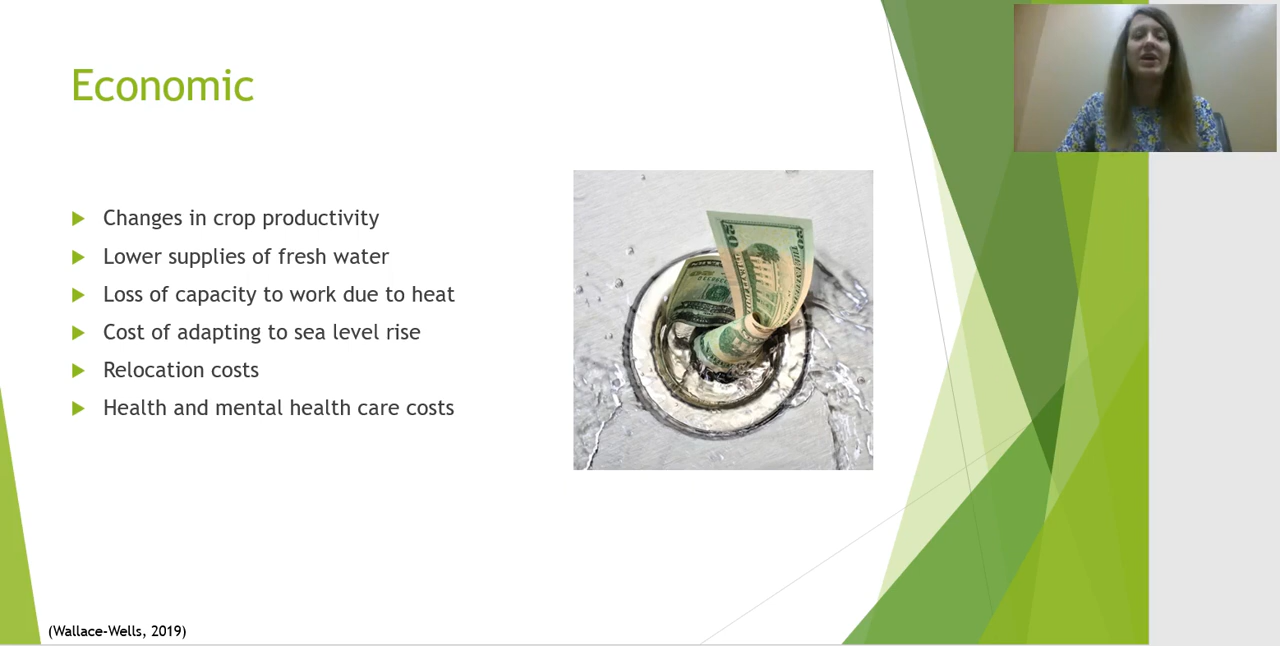 Economic
Changes in crop productivity
Lower supplies of fresh water
Loss of capacity to work due to heat
Cost of adapting to sea level rise
Relocation costs
Health and mental health care costs
20
(Wallace-Wells, 2019)